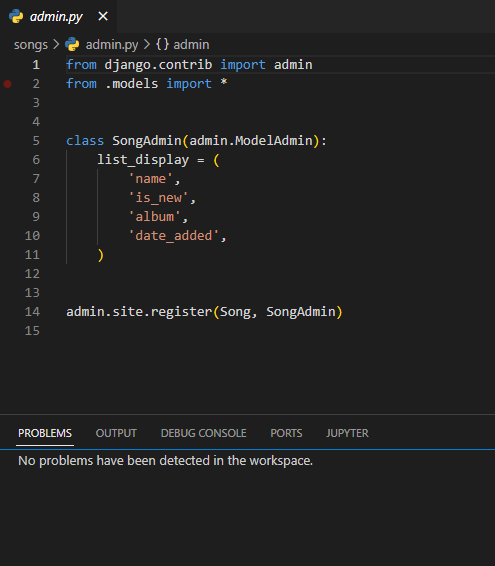 admin.py
songs > admin.py > {} admin
1 from django.contrib import admin
2 from .models import *
3
4
5 class SongAdmin(admin.ModelAdmin):
6     list_display = (
7         'name',
8         'is_new',
9         'album',
10         'date_added',
11     )
12
13
14 admin.site.register(Song, SongAdmin)
15
PROBLEMS OUTPUT DEBUG CONSOLE PORTS JUPYTER
No problems have been detected in the workspace.